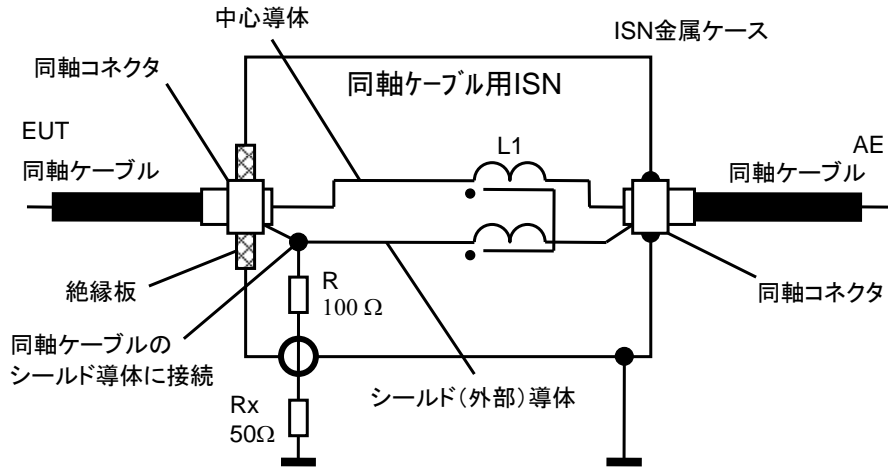 中心導体
ISN金属ケース
同軸コネクタ
同軸ケーブル用ISN
EUT
同軸ケーブル
L1
AE
同軸ケーブル
絶縁板
R
100 Ω
同軸コネクタ
同軸ケーブルの
シールド導体に接続
シールド(外部)導体
Rx
50Ω